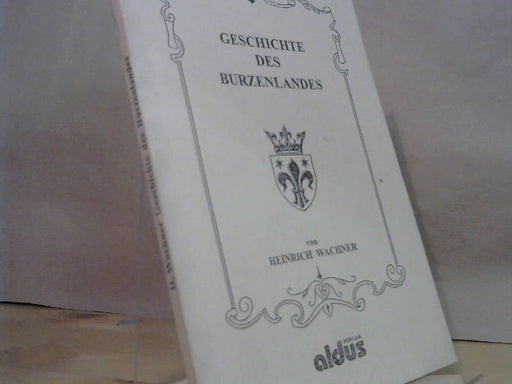 GESCHICHTE
DES
BURZENLANDES
VON
HEINRICH WACHNER
VERLAG
aldus
H. Wachner Geschichte des Burzenlandes